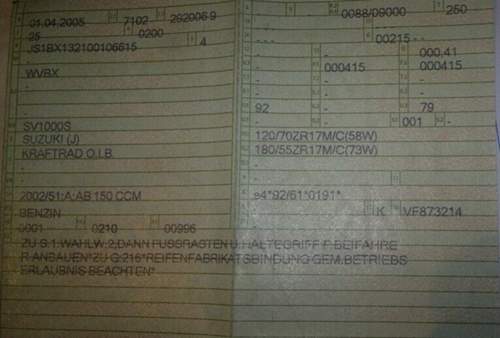 01.04.2005 7102 292006 9
25 0200
JS1BX132100106615 4
-
WVBX
-
-
SV1000S
SUZUKI (J)
KRAFTRAD O.L.B.
-
-
2002/51;A;AB 150 CCM
BENZIN
0001 0210 00996
0088/09000 250
- - - 00215 - -
- 000,41
- 000415 000415
- - -
92 - 79
- 001 -
120/70ZR17M/C(58W)
180/55ZR17M/C(73W)
-
-
e4*92/61*0191*
K VF873214
ZU S.1:WAHLW.2,DANN FUSSRASTEN U.HALTEGRIFF F.BEIFAHRE
R ANBAUEN*ZU G:216*REIFENFABRIKATSBINDUNG GEM.BETRIEBS
ERLAUBNIS BEACHTEN*